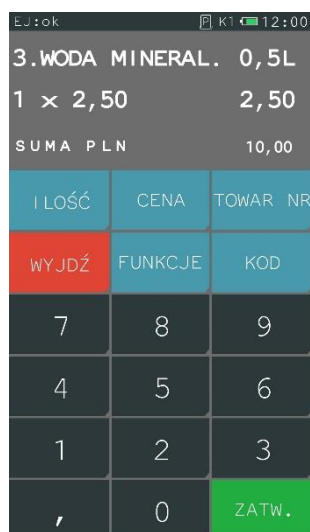 EJ:ok P K1 12:00
3.WODA MINERAL. 0,5L
1 x 2,50 2,50
SUMA PLN 10,00
ILOŚĆ CENA TOWAR NR
WYJDŹ FUNKCJE KOD
7 8 9
4 5 6
1 2 3
, 0 ZATW.